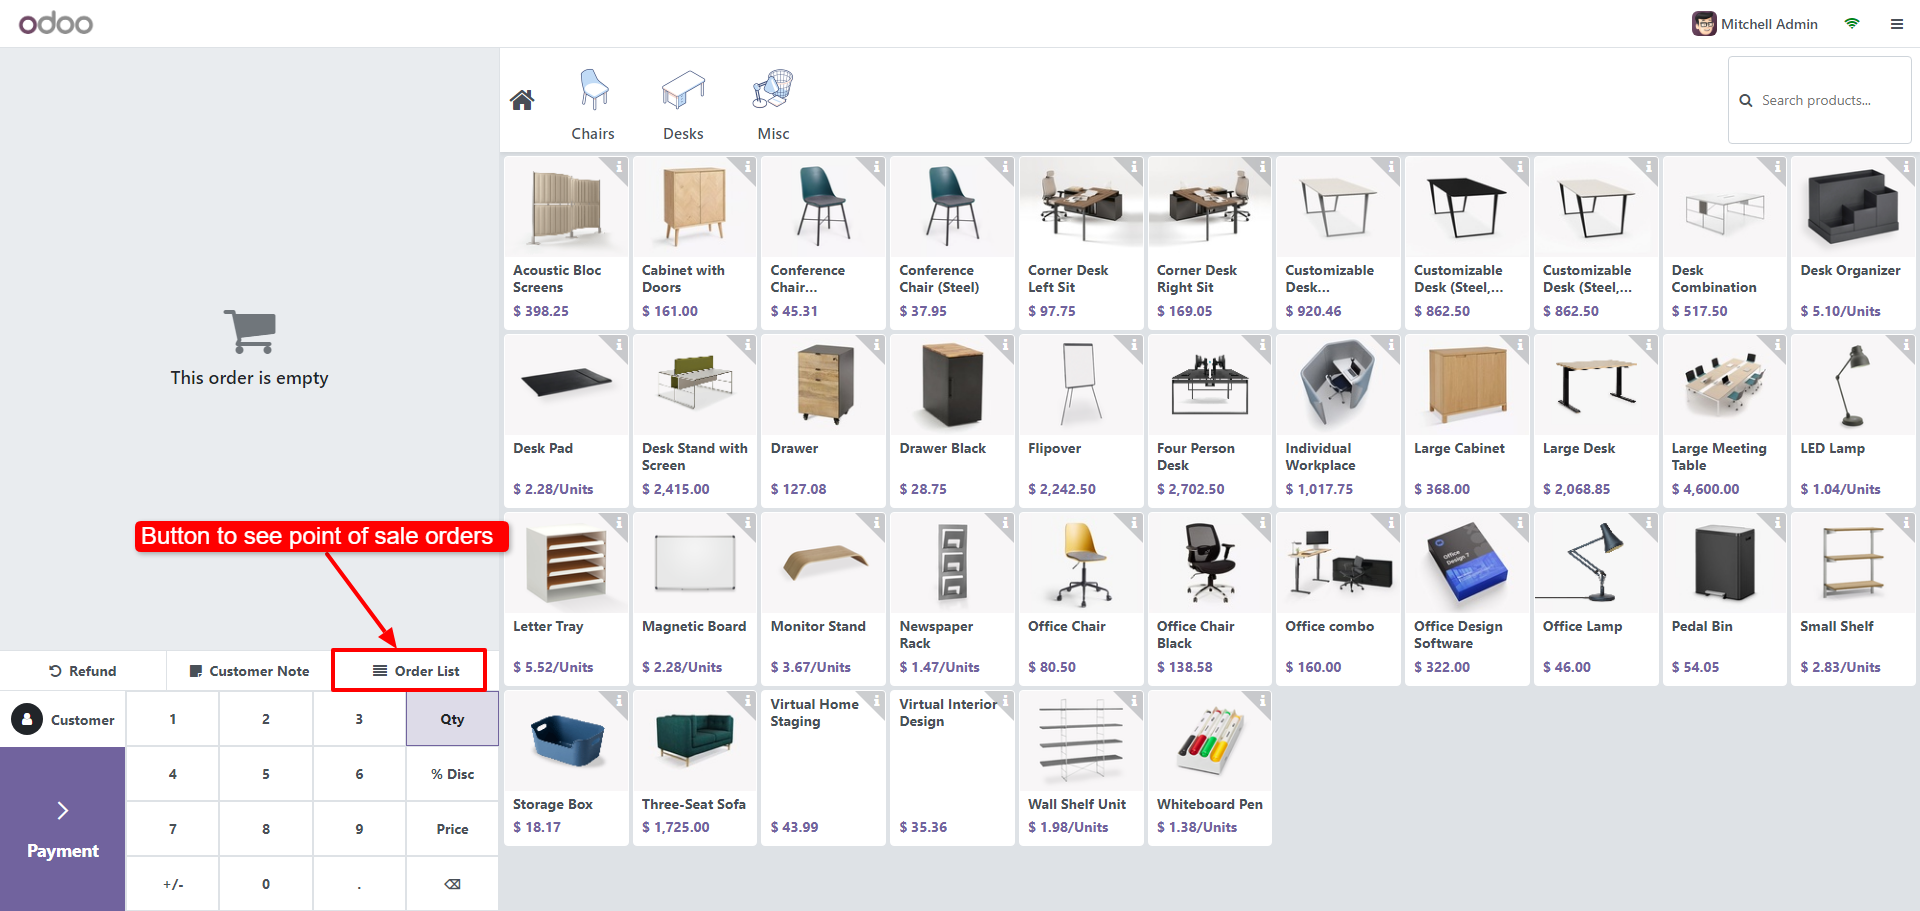 odoo
Mitchell Admin
Chairs
Desks
Misc
Search products...
This order is empty
Button to see point of sale orders
Refund
Customer Note
Order List
Customer
1
2
3
Qty
4
5
6
% Disc
7
8
9
Price
+/-
0
.
Payment
Acoustic Bloc
Screens
$ 398.25
Cabinet with
Doors
$ 161.00
Conference
Chair...
$ 45.31
Conference
Chair (Steel)
$ 37.95
Corner Desk
Left Sit
$ 97.75
Corner Desk
Right Sit
$ 169.05
Customizable
Desk...
$ 920.46
Customizable
Desk (Steel,...
$ 862.50
Customizable
Desk (Steel,...
$ 862.50
Desk
Combination
$ 517.50
Desk Organizer
$ 5.10/Units
Desk Pad
$ 2.28/Units
Desk Stand with
Screen
$ 2,415.00
Drawer
$ 127.08
Drawer Black
$ 28.75
Flipover
$ 2,242.50
Four Person
Desk
$ 2,702.50
Individual
Workplace
$ 1,017.75
Large Cabinet
$ 368.00
Large Desk
$ 2,068.85
Large Meeting
Table
$ 4,600.00
LED Lamp
$ 1.04/Units
Letter Tray
$ 5.52/Units
Magnetic Board
$ 2.28/Units
Monitor Stand
$ 3.67/Units
Newspaper
Rack
$ 1.47/Units
Office Chair
$ 80.50
Office Chair
Black
$ 138.58
Office combo
$ 160.00
Office
Design 7
Office Design
Software
$ 322.00
Office Lamp
$ 46.00
Pedal Bin
$ 54.05
Small Shelf
$ 2.83/Units
Storage Box
$ 18.17
Three-Seat Sofa
$ 1,725.00
Virtual Home
Staging
$ 43.99
Virtual Interior
Design
$ 35.36
Wall Shelf Unit
$ 1.98/Units
Whiteboard Pen
$ 1.38/Units